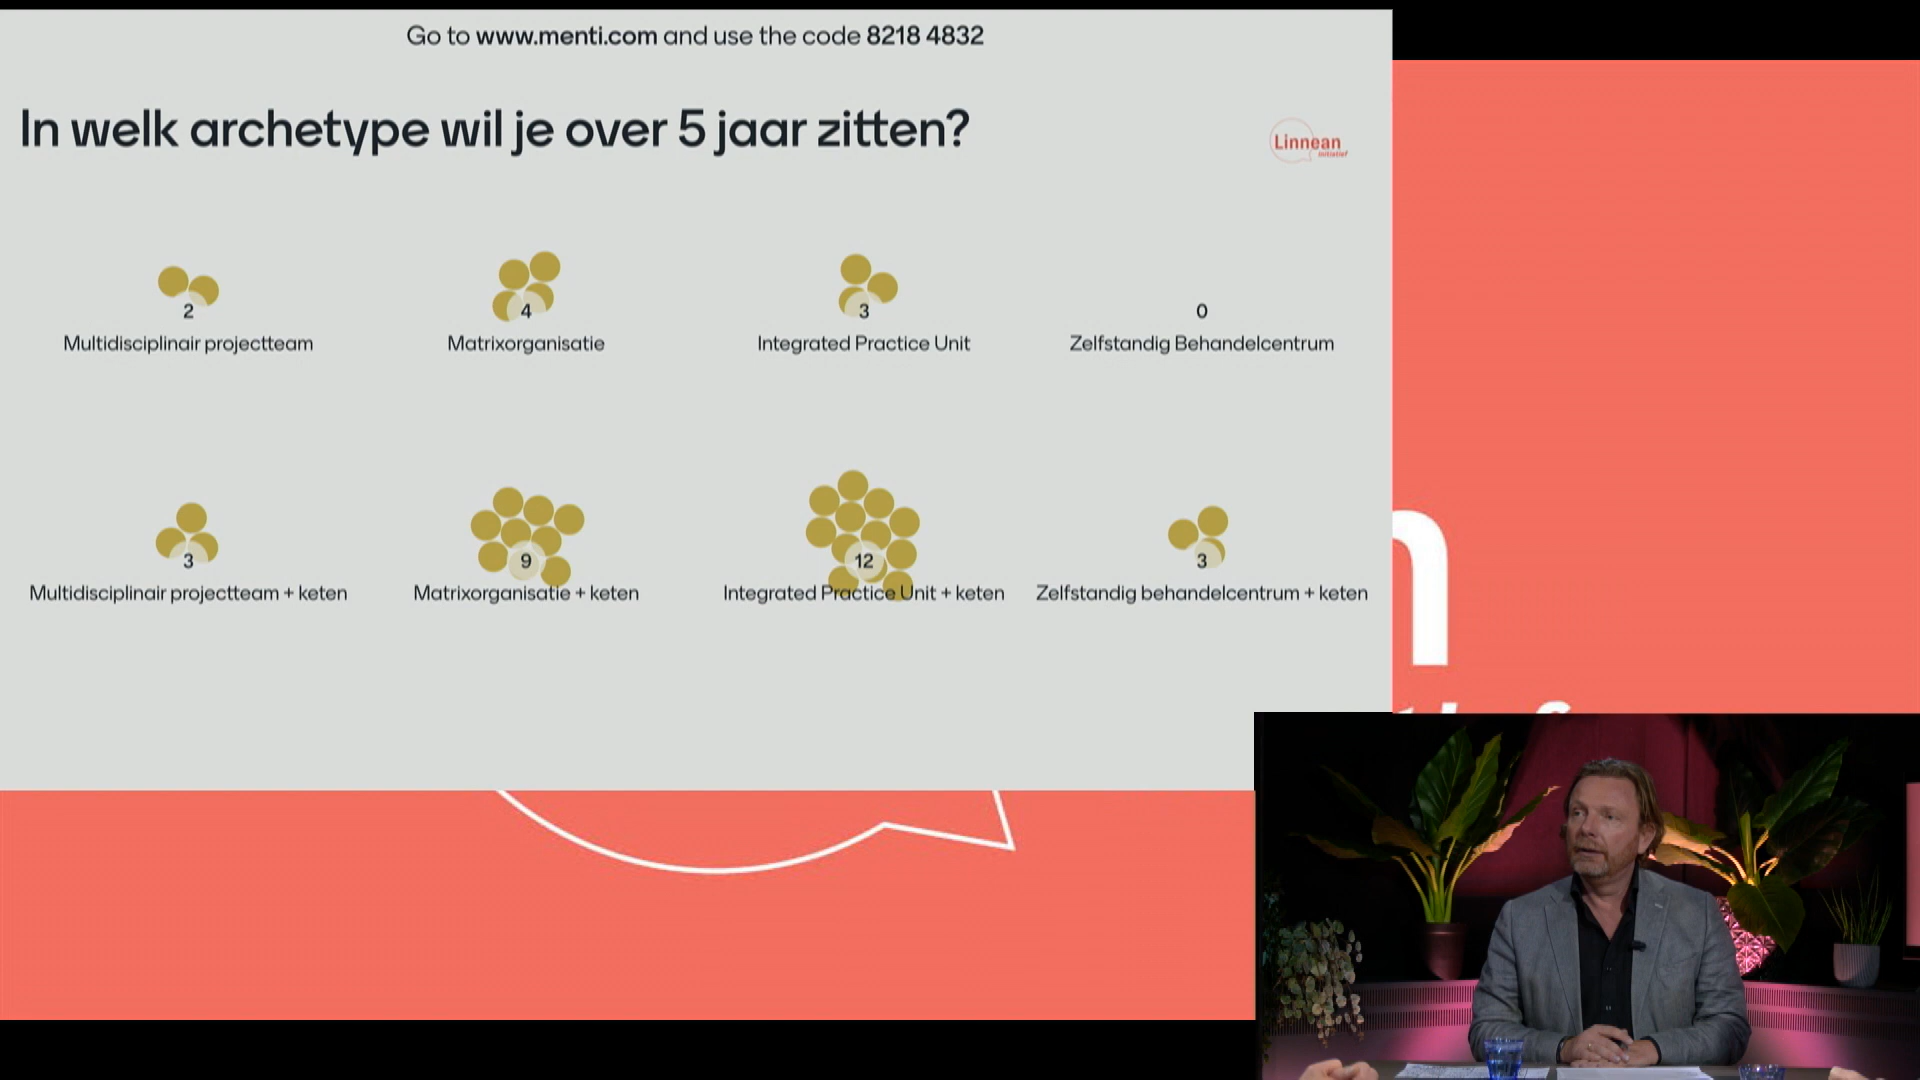 Go to www.menti.com and use the code 8218 4832
In welk archetype wil je over 5 jaar zitten?
Linnean
initiatief
2
4
3
0
Multidisciplinair projectteam
Matrixorganisatie
Integrated Practice Unit
Zelfstandig Behandelcentrum
3
9
12
3
Multidisciplinair projectteam + keten
Matrixorganisatie + keten
Integrated Practice Unit + keten
Zelfstandig behandelcentrum + keten
n